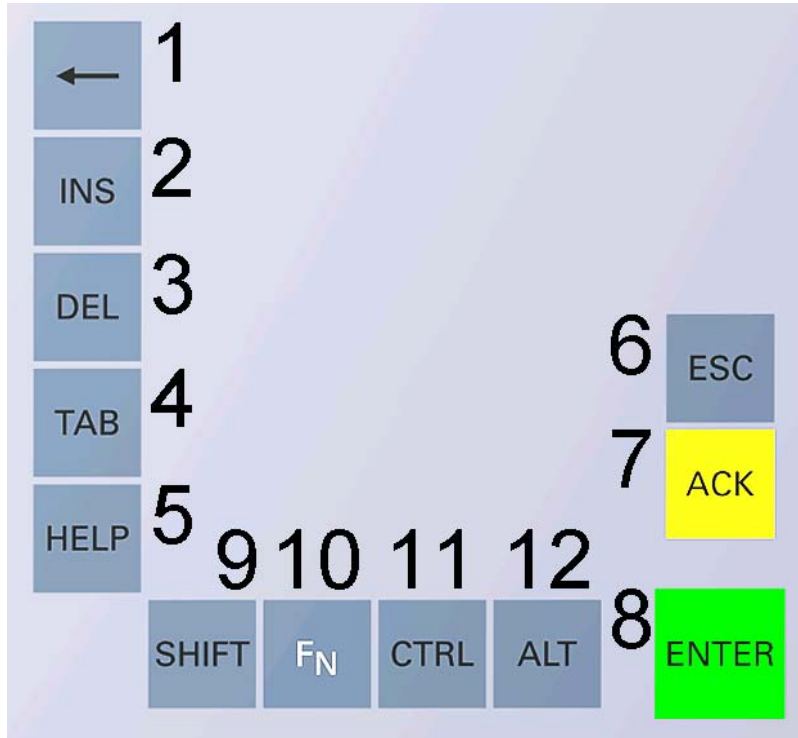 ← 1
INS 2
DEL 3
TAB 4
6 ESC
7 ACK
HELP 5
9 10 11 12
SHIFT FN CTRL ALT 8 ENTER